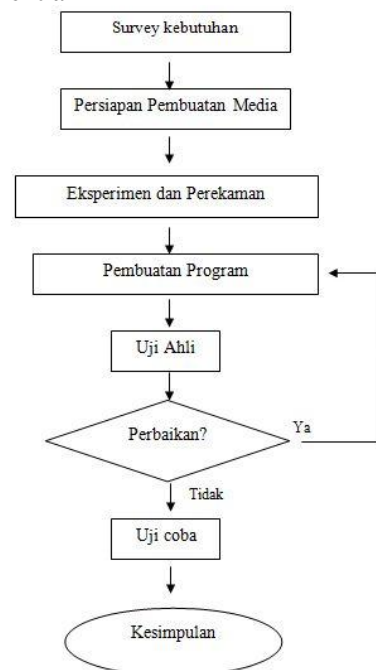 Survey kebutuhan
Persiapan Pembuatan Media
Eksperimen dan Perekaman
Pembuatan Program
Uji Ahli
Perbaikan?
Ya
Tidak
Uji coba
Kesimpulan